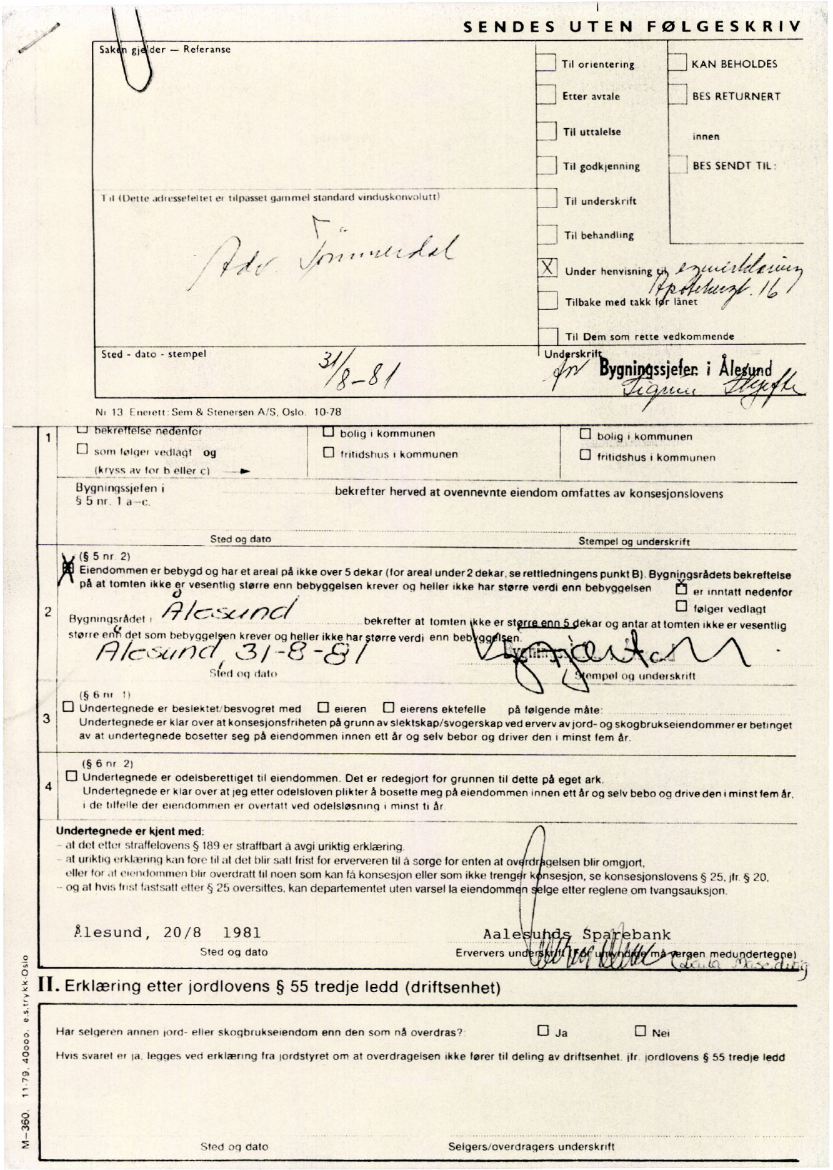 SENDES UTEN FØLGESKRIV
Saken gjelder — Referanse
Til orientering
Etter avtale
Til uttalelse
Til godkjenning
Til underskrift
Til behandling
X Under henvisning til egenerklæring
Apotekergt. 16
Tilbake med takk for lånet
Til Dem som rette vedkommende
KAN BEHOLDES
BES RETURNERT
innen
BES SENDT TIL:
Til (Dette adressefeltet er tilpasset gammel standard vinduskonvolutt)
Adv Tømmerdal
Sted - dato - stempel
31/8-81
Underskrift
for Bygningssjefen i Ålesund
Sigrun
Nr 13 Enerett: Sem & Stenersen A/S, Oslo. 10-78
1
bekreftelse nedenfor
som følger vedlagt og
(kryss av for b eller c)
bolig i kommunen
fritidshus i kommunen
bolig i kommunen
fritidshus i kommunen
Bygningssjefen i
§ 5 nr. 1 a–c.
bekrefter herved at ovennevnte eiendom omfattes av konsesjonslovens
Sted og dato
Stempel og underskrift
2
(§ 5 nr 2)
X Eiendommen er bebygd og har et areal på ikke over 5 dekar (for areal under 2 dekar, se rettledningens punkt B). Bygningsrådets bekreftelse
på at tomten ikke er vesentlig større enn bebyggelsen krever og heller ikke har større verdi enn bebyggelsen
X er inntatt nedenfor
følger vedlagt
Bygningsrådet i Ålesund bekrefter at tomten ikke er større enn 5 dekar og antar at tomten ikke er vesentlig
større enn det som bebyggelsen krever og heller ikke har større verdi enn bebyggelsen.
Ålesund, 31-8-81
Sted og dato
Stempel og underskrift
3
(§ 6 nr 1)
Undertegnede er beslektet/besvogret med eieren eierens ektefelle på følgende måte:
Undertegnede er klar over at konsesjonsfriheten på grunn av slektskap/svogerskap ved erverv av jord- og skogbrukseiendommer er betinget
av at undertegnede bosetter seg på eiendommen innen ett år og selv bebor og driver den i minst fem år.
4
(§ 6 nr 2)
Undertegnede er odelsberettiget til eiendommen. Det er redegjort for grunnen til dette på eget ark.
Undertegnede er klar over at jeg etter odelsloven plikter å bosette meg på eiendommen innen ett år og selv bebo og drive den i minst fem år,
i de tilfelle der eiendommen er overtatt ved odelsløsning i minst ti år
Undertegnede er kjent med:
– at det etter straffelovens § 189 er straffbart å avgi uriktig erklæring.
– at uriktig erklæring kan føre til at det blir satt frist for erververen til å sørge for enten at overdragelsen blir omgjort,
eller for at eiendommen blir overdratt til noen som kan få konsesjon eller som ikke trenger konsesjon, se konsesjonslovens § 25, jfr. § 20,
– og at hvis frist fastsatt etter § 25 oversittes, kan departementet uten varsel la eiendommen selge etter reglene om tvangsauksjon.
Ålesund, 20/8 1981
Aalesunds Sparebank
Sted og dato
Erververs underskrift (For umyndige må vergen medundertegne)
II. Erklæring etter jordlovens § 55 tredje ledd (driftsenhet)
Har selgeren annen jord- eller skogbrukseiendom enn den som nå overdras?: Ja Nei
Hvis svaret er ja, legges ved erklæring fra jordstyret om at overdragelsen ikke fører til deling av driftsenhet. jfr. jordlovens § 55 tredje ledd
Sted og dato
Selgers/overdragers underskrift
M–360. 11-79. 40000. e.s.trykk-Oslo